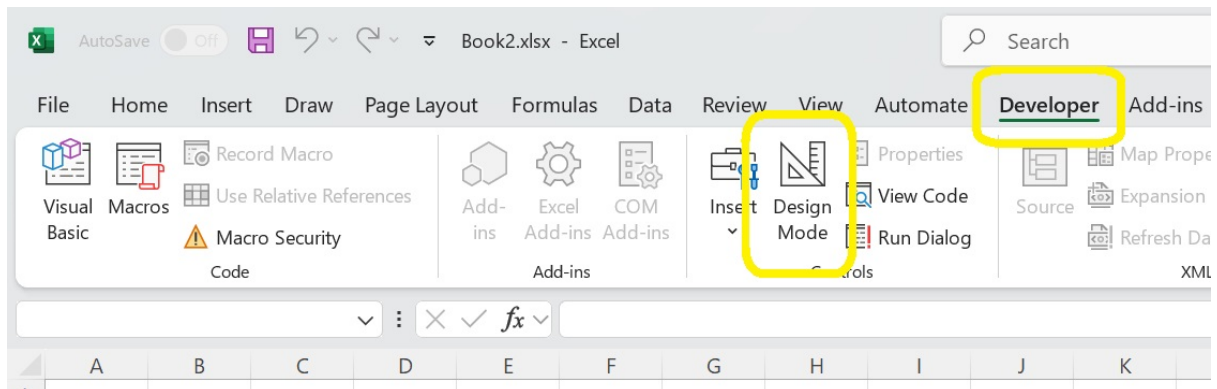 AutoSave Off Book2.xlsx - Excel Search
File Home Insert Draw Page Layout Formulas Data Review View Automate Developer Add-ins
Visual Basic
Macros
Record Macro
Use Relative References
Macro Security
Code
Add-ins
Excel Add-ins
COM Add-ins
Add-ins
Insert
Design Mode
Properties
View Code
Run Dialog
Source
Map Prope
Expansion
Refresh Da
XML
fx
A B C D E F G H I J K